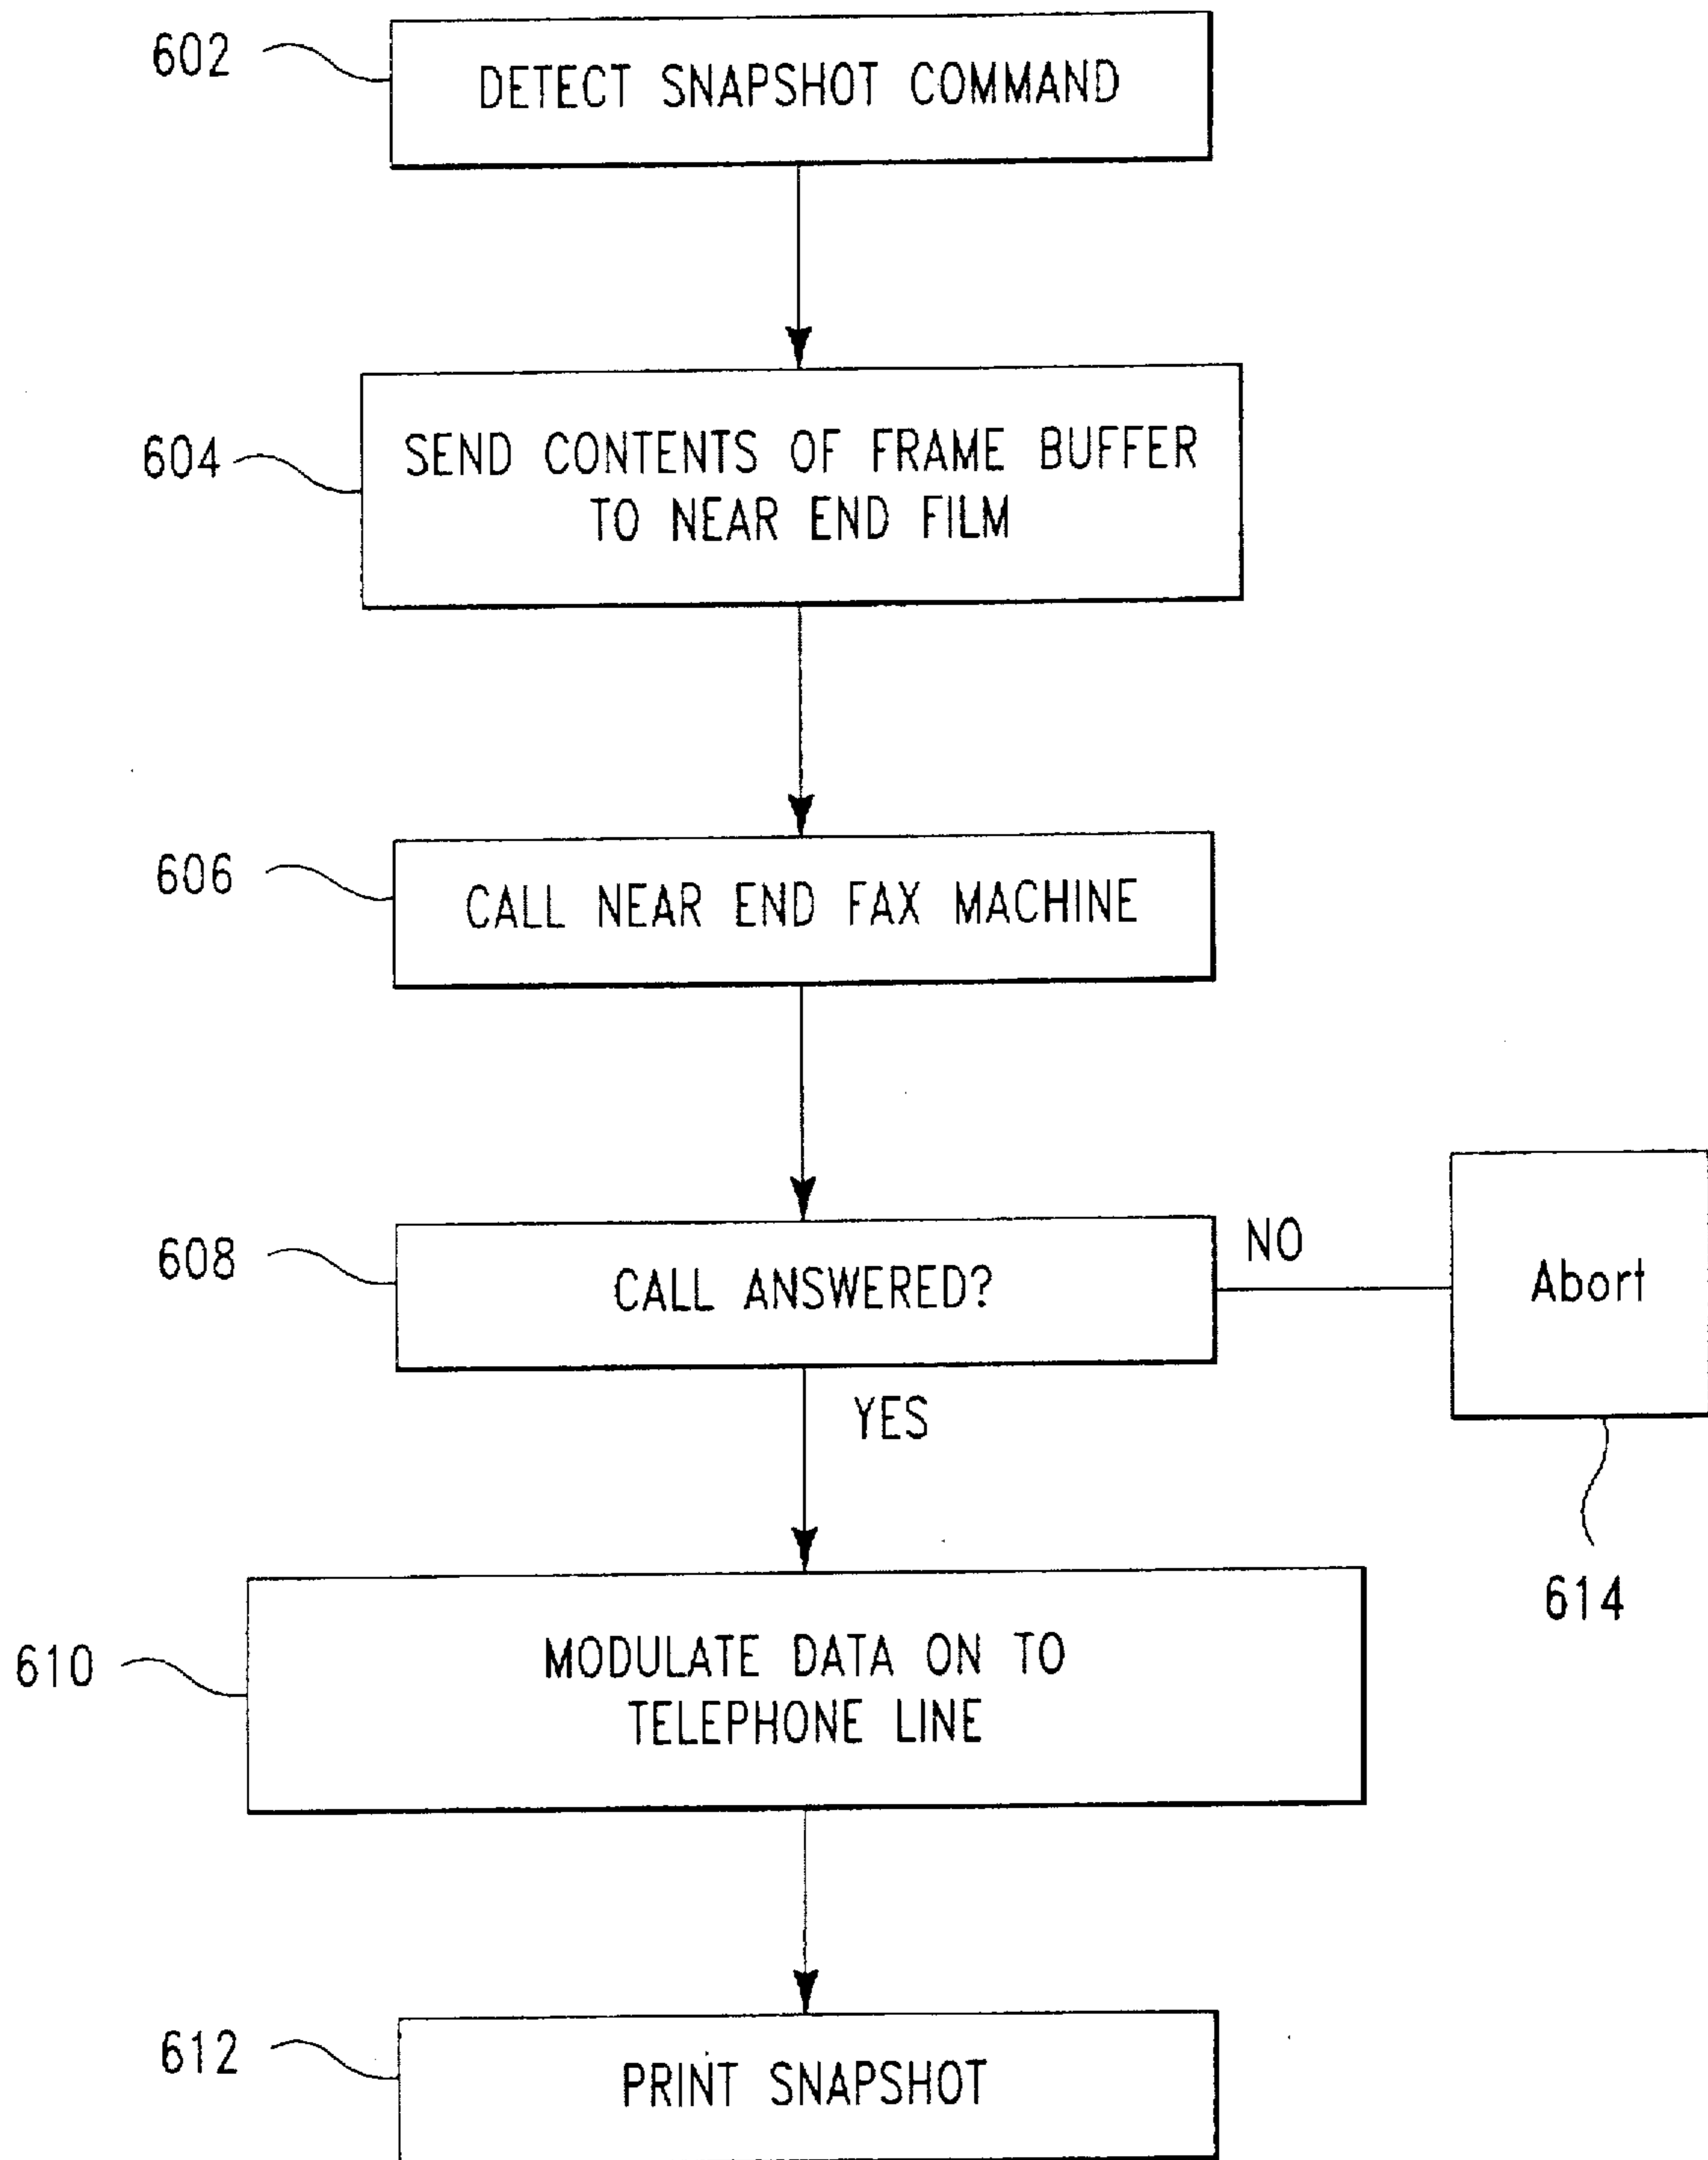 602
DETECT SNAPSHOT COMMAND
604
SEND CONTENTS OF FRAME BUFFER
TO NEAR END FILM
606
CALL NEAR END FAX MACHINE
608
CALL ANSWERED?
NO
Abort
YES
614
610
MODULATE DATA ON TO
TELEPHONE LINE
612
PRINT SNAPSHOT